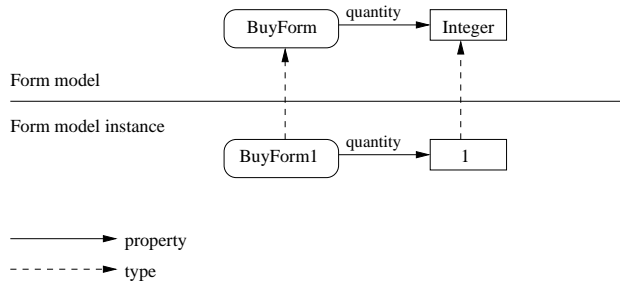 quantity
BuyForm
Integer
Form model
Form model instance
quantity
BuyForm1
1
property
type